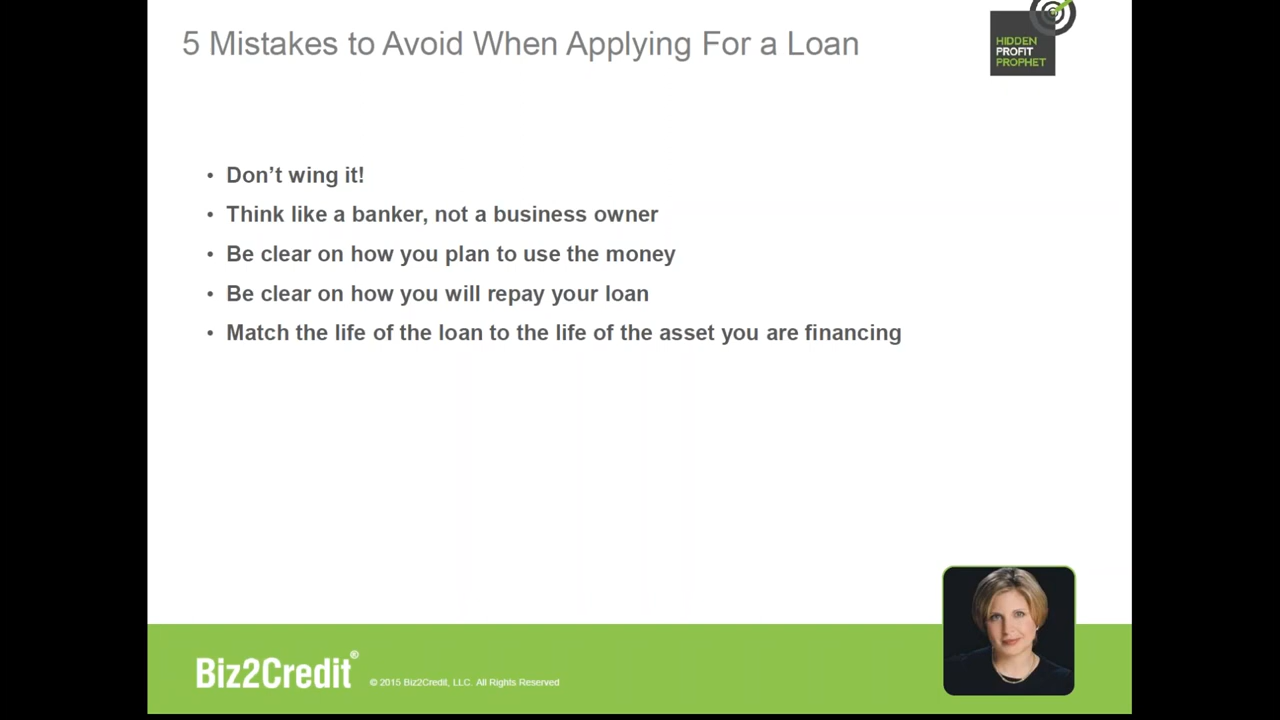 5 Mistakes to Avoid When Applying For a Loan
HIDDEN
PROFIT
PROPHET
• Don’t wing it!
• Think like a banker, not a business owner
• Be clear on how you plan to use the money
• Be clear on how you will repay your loan
• Match the life of the loan to the life of the asset you are financing
Biz2Credit® © 2015 Biz2Credit, LLC. All Rights Reserved